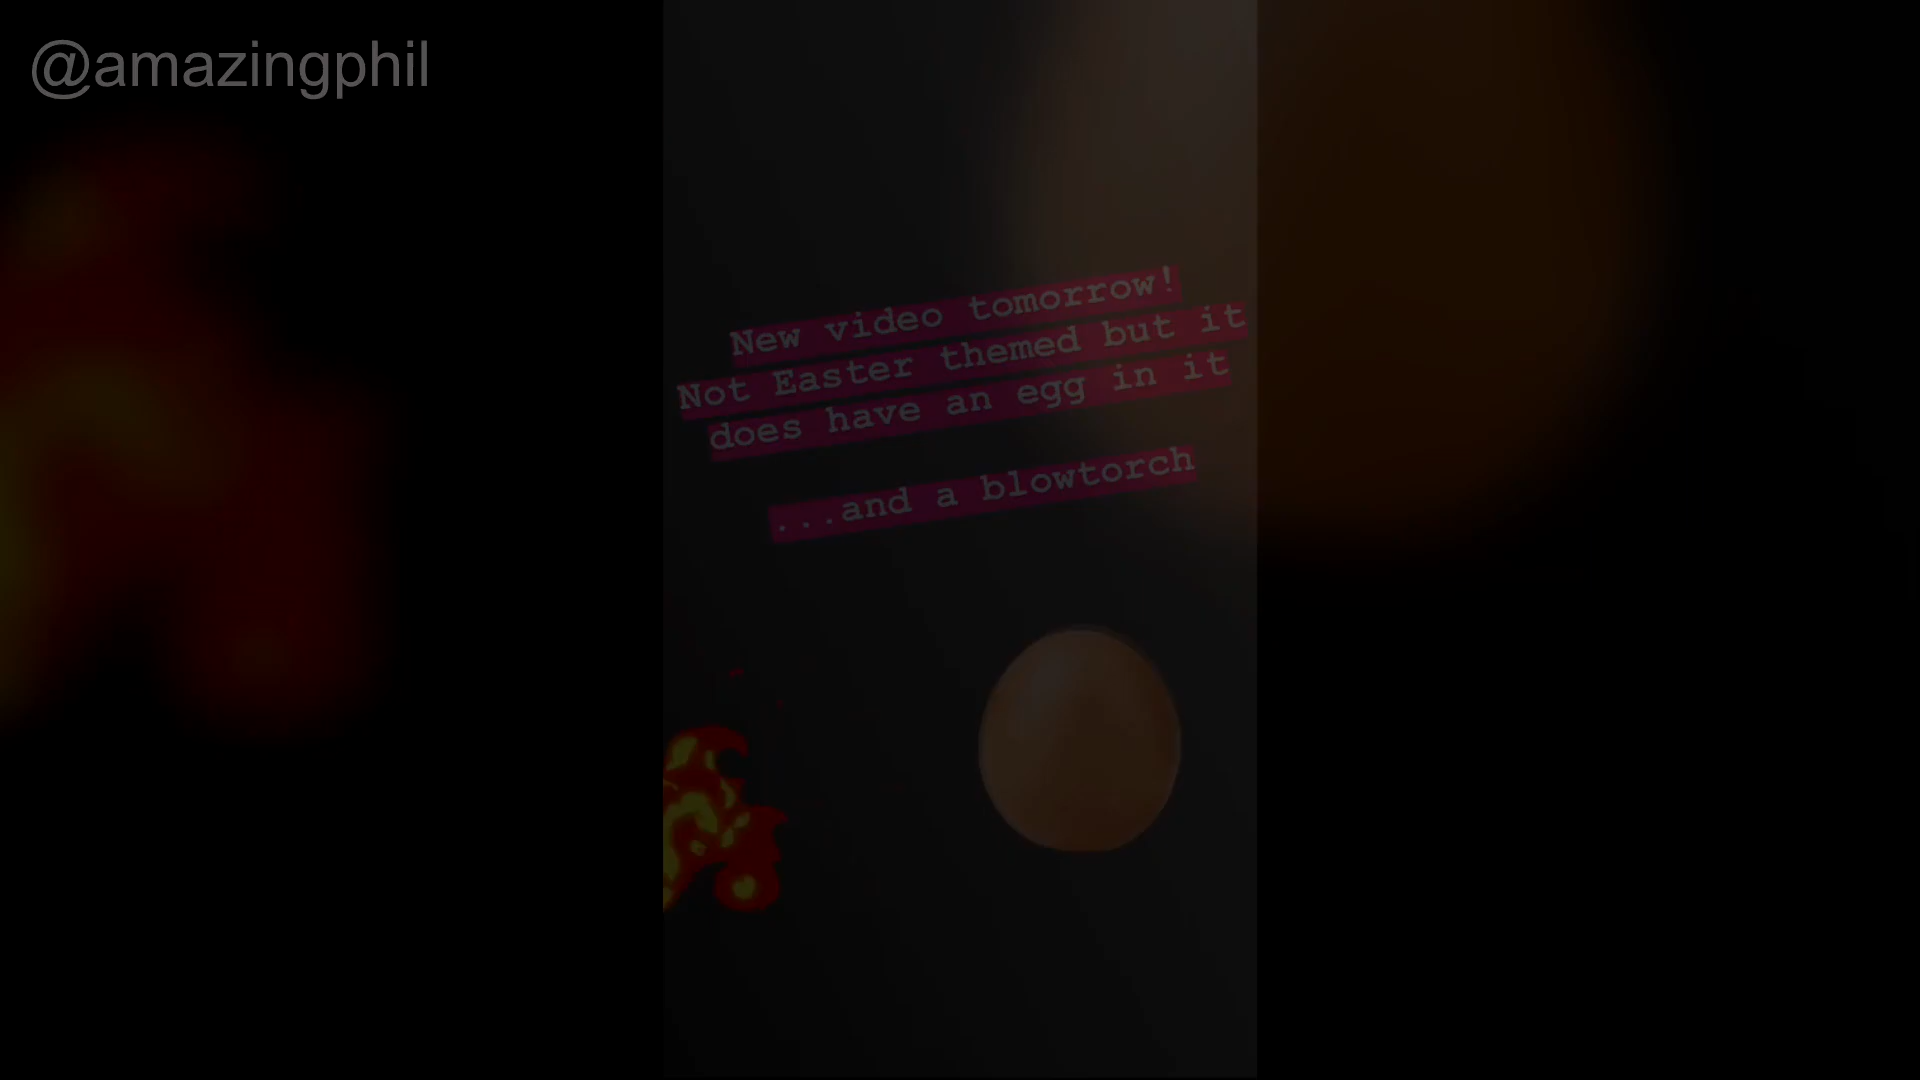 @amazingphil
New video tomorrow!
Not Easter themed but it
does have an egg in it
...and a blowtorch